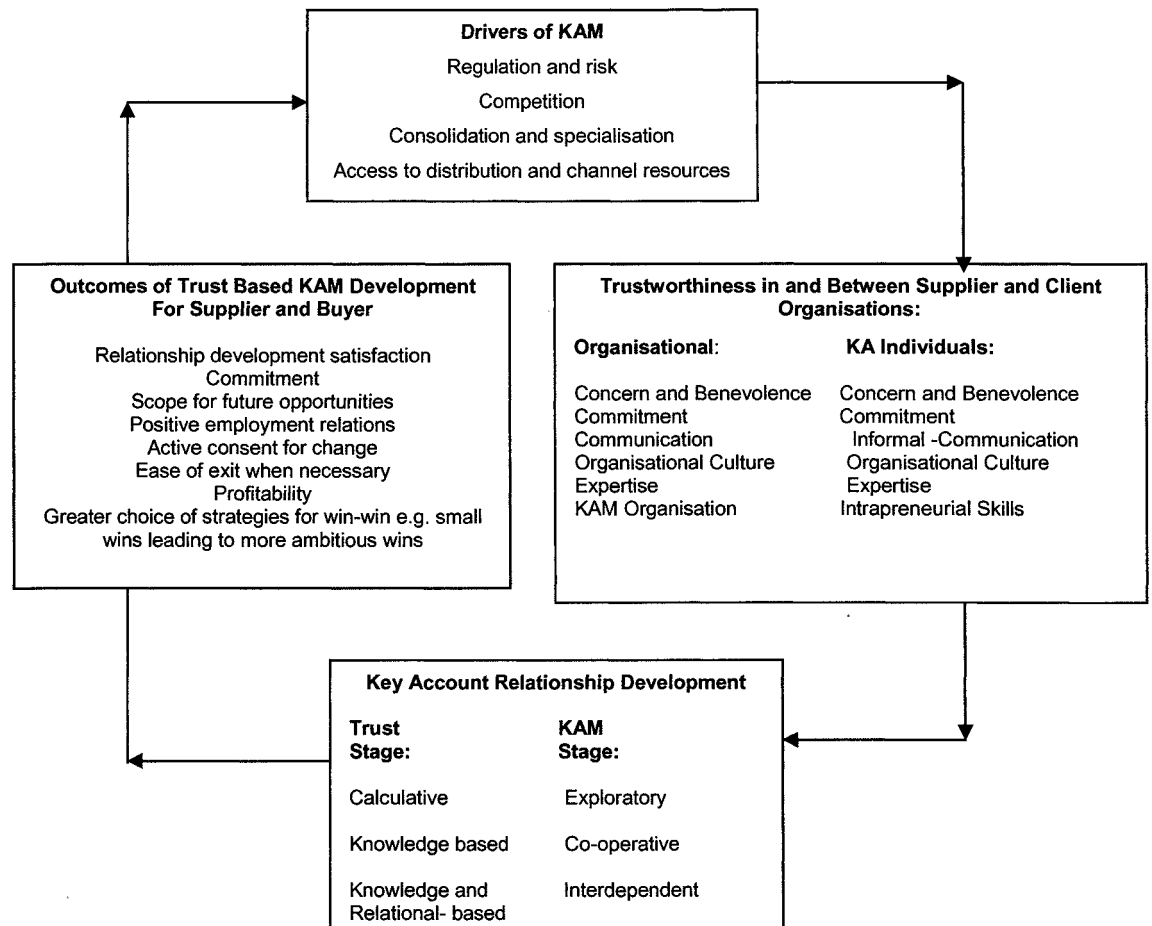 Drivers of KAM
Regulation and risk
Competition
Consolidation and specialisation
Access to distribution and channel resources
Outcomes of Trust Based KAM Development
For Supplier and Buyer
Relationship development satisfaction
Commitment
Scope for future opportunities
Positive employment relations
Active consent for change
Ease of exit when necessary
Profitability
Greater choice of strategies for win-win e.g. small
wins leading to more ambitious wins
Trustworthiness in and Between Supplier and Client
Organisations:
Organisational:
Concern and Benevolence
Commitment
Communication
Organisational Culture
Expertise
KAM Organisation
KA Individuals:
Concern and Benevolence
Commitment
Informal -Communication
Organisational Culture
Expertise
Intrapreneurial Skills
Key Account Relationship Development
Trust
Stage:
Calculative
Knowledge based
Knowledge and
Relational- based
KAM
Stage:
Exploratory
Co-operative
Interdependent